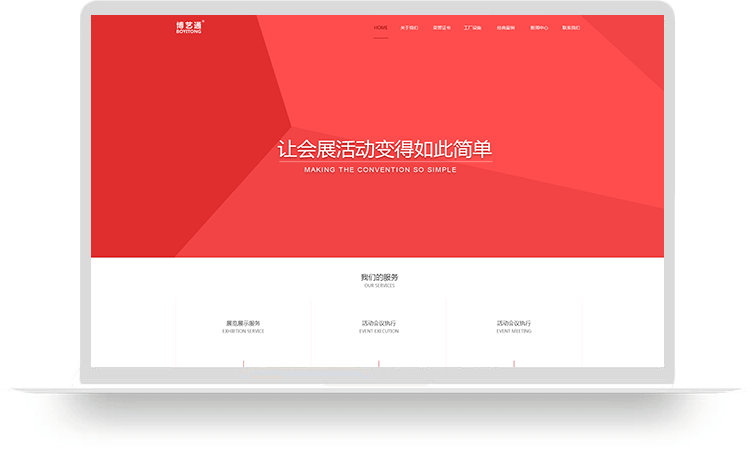 博艺通®
BOYITONG
HOME 关于我们 荣誉证书 工厂设施 经典案例 新闻中心 联系我们
让会展活动变得如此简单
MAKING THE CONVENTION SO SIMPLE
我们的服务
OUR SERVICES
展览展示服务 活动会议执行 活动会议执行
EXHIBITION SERVICE EVENT EXECUTION EVENT MEETING